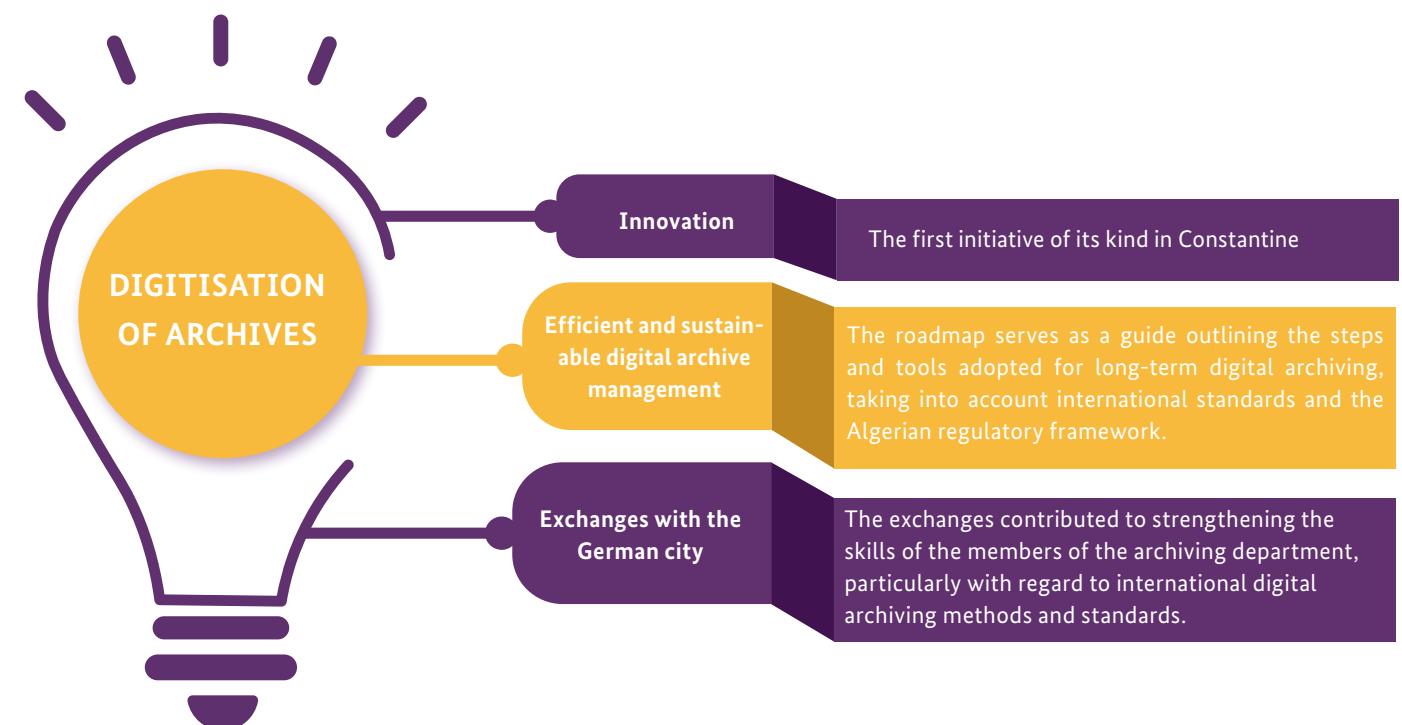 DIGITISATION
OF ARCHIVES
Innovation
The first initiative of its kind in Constantine
Efficient and sustain-
able digital archive
management
The roadmap serves as a guide outlining the steps
and tools adopted for long-term digital archiving,
taking into account international standards and the
Algerian regulatory framework.
Exchanges with the
German city
The exchanges contributed to strengthening the
skills of the members of the archiving department,
particularly with regard to international digital
archiving methods and standards.